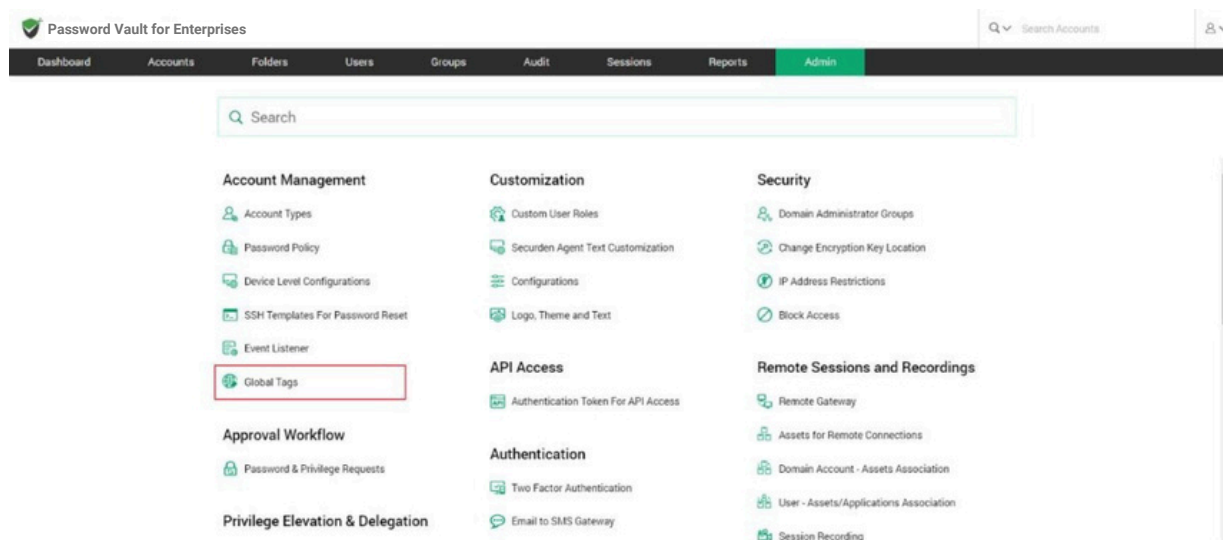 Password Vault for Enterprises
Search Accounts
Dashboard Accounts Folders Users Groups Audit Sessions Reports Admin
Search
Account Management
Account Types
Password Policy
Device Level Configurations
SSH Templates For Password Reset
Event Listener
Global Tags
Approval Workflow
Password & Privilege Requests
Privilege Elevation & Delegation
Customization
Custom User Roles
Securden Agent Text Customization
Configurations
Logo, Theme and Text
API Access
API
Authentication Token For API Access
Authentication
Two Factor Authentication
Email to SMS Gateway
Security
Domain Administrator Groups
Change Encryption Key Location
IP Address Restrictions
Block Access
Remote Sessions and Recordings
Remote Gateway
Assets for Remote Connections
Domain Account - Assets Association
User - Assets/Applications Association
Session Recording